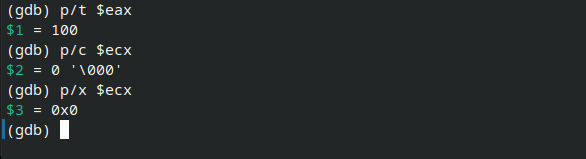 (gdb) p/t $eax
$1 = 100
(gdb) p/c $ecx
$2 = 0 '\000'
(gdb) p/x $ecx
$3 = 0x0
(gdb)